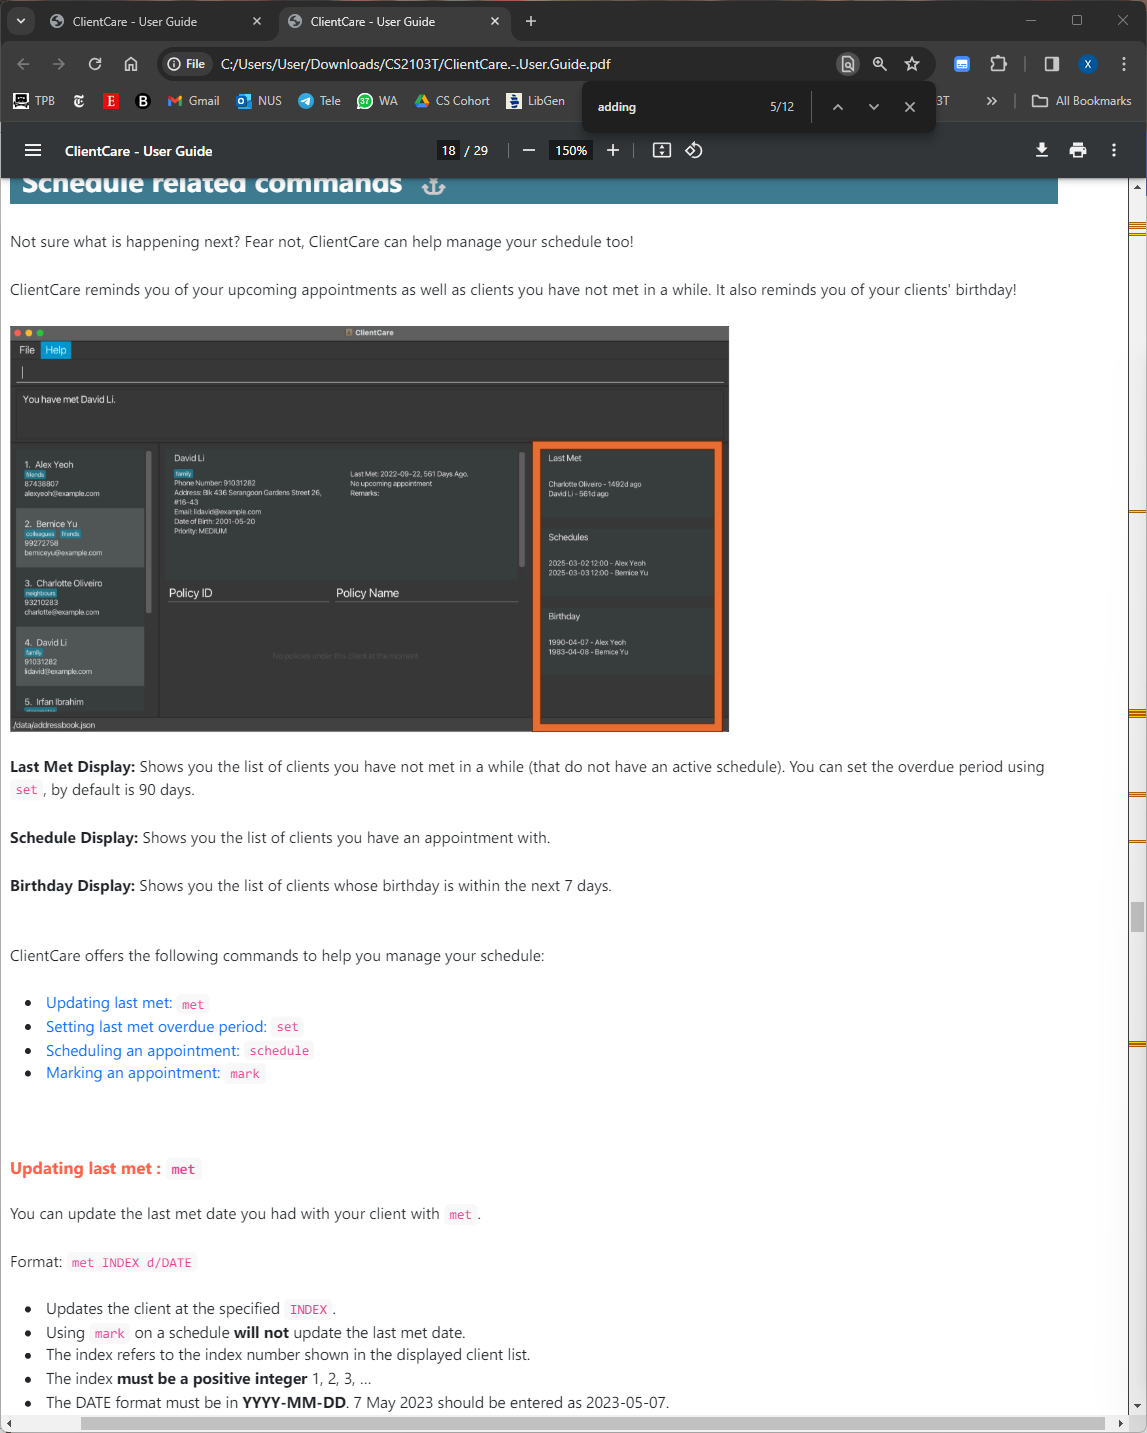 ClientCare - User Guide
ClientCare - User Guide
File C:/Users/User/Downloads/CS2103T/ClientCare.-.User.Guide.pdf
TPB
Gmail
NUS
Tele
37 WA
CS Cohort
LibGen
3T
All Bookmarks
adding 5/12
ClientCare - User Guide
18 / 29
150%
Schedule related commands
Not sure what is happening next? Fear not, ClientCare can help manage your schedule too!
ClientCare reminds you of your upcoming appointments as well as clients you have not met in a while. It also reminds you of your clients' birthday!
ClientCare
File Help
You have met David Li.
1. Alex Yeoh
friends
87438807
alexyeoh@example.com
2. Bernice Yu
colleagues friends
99272758
berniceyu@example.com
3. Charlotte Oliveiro
neighbours
93210283
charlotte@example.com
4. David Li
family
91031282
lidavid@example.com
5. Irfan Ibrahim
David Li
family
Phone Number: 91031282
Address: Blk 436 Serangoon Gardens Street 26,
#16-43
Email: lidavid@example.com
Date of Birth: 2001-05-20
Priority: MEDIUM
Last Met: 2022-09-22, 561 Days Ago.
No upcoming appointment
Remarks:
Policy ID
Policy Name
No policies under this client at the moment
Last Met
Charlotte Oliveiro - 1492d ago
David Li - 561d ago
Schedules
2025-03-02 12:00 - Alex Yeoh
2025-03-03 12:00 - Bernice Yu
Birthday
1990-04-07 - Alex Yeoh
1983-04-08 - Bernice Yu
/data/addressbook.json
Last Met Display: Shows you the list of clients you have not met in a while (that do not have an active schedule). You can set the overdue period using
set , by default is 90 days.
Schedule Display: Shows you the list of clients you have an appointment with.
Birthday Display: Shows you the list of clients whose birthday is within the next 7 days.
ClientCare offers the following commands to help you manage your schedule:
Updating last met: met
Setting last met overdue period: set
Scheduling an appointment: schedule
Marking an appointment: mark
Updating last met : met
You can update the last met date you had with your client with met .
Format: met INDEX d/DATE
Updates the client at the specified INDEX .
Using mark on a schedule will not update the last met date.
The index refers to the index number shown in the displayed client list.
The index must be a positive integer 1, 2, 3, …
The DATE format must be in YYYY-MM-DD. 7 May 2023 should be entered as 2023-05-07.